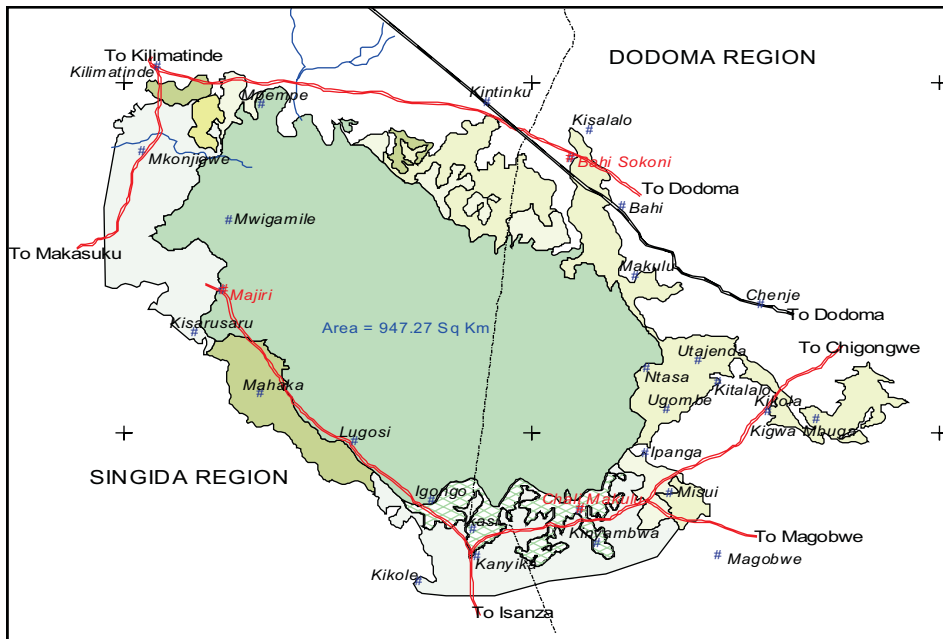 To Kilimatinde
Kilimatinde
DODOMA REGION
Mpempe
Kintinku
Kisalalo
Mkonjigwe
Bahi Sokoni
To Dodoma
Bahi
Mwigamile
To Makasuku
Makulu
Majiri
Chenje
To Dodoma
Kisarusaru
Area = 947.27 Sq Km
To Chigongwe
Utajenda
Ntasa
Kitalalo
Mahaka
Ugombe
Kikola
Kigwa Mbuga
Lugosi
Ipanga
SINGIDA REGION
Igongo
Misui
Chali Makulu
Kasi
Kinyambwa
To Magobwe
Kanyika
Magobwe
Kikole
To Isanza